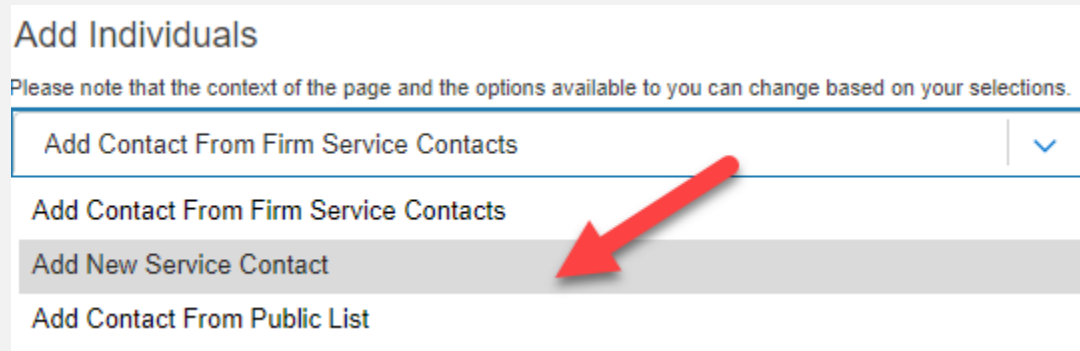 Add Individuals
Please note that the context of the page and the options available to you can change based on your selections.
Add Contact From Firm Service Contacts
Add Contact From Firm Service Contacts
Add New Service Contact
Add Contact From Public List